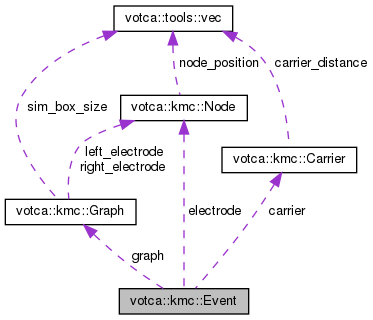 votca::tools::vec
node_position
carrier_distance
sim_box_size
votca::kmc::Node
left_electrode
right_electrode
votca::kmc::Carrier
votca::kmc::Graph
electrode
carrier
graph
votca::kmc::Event